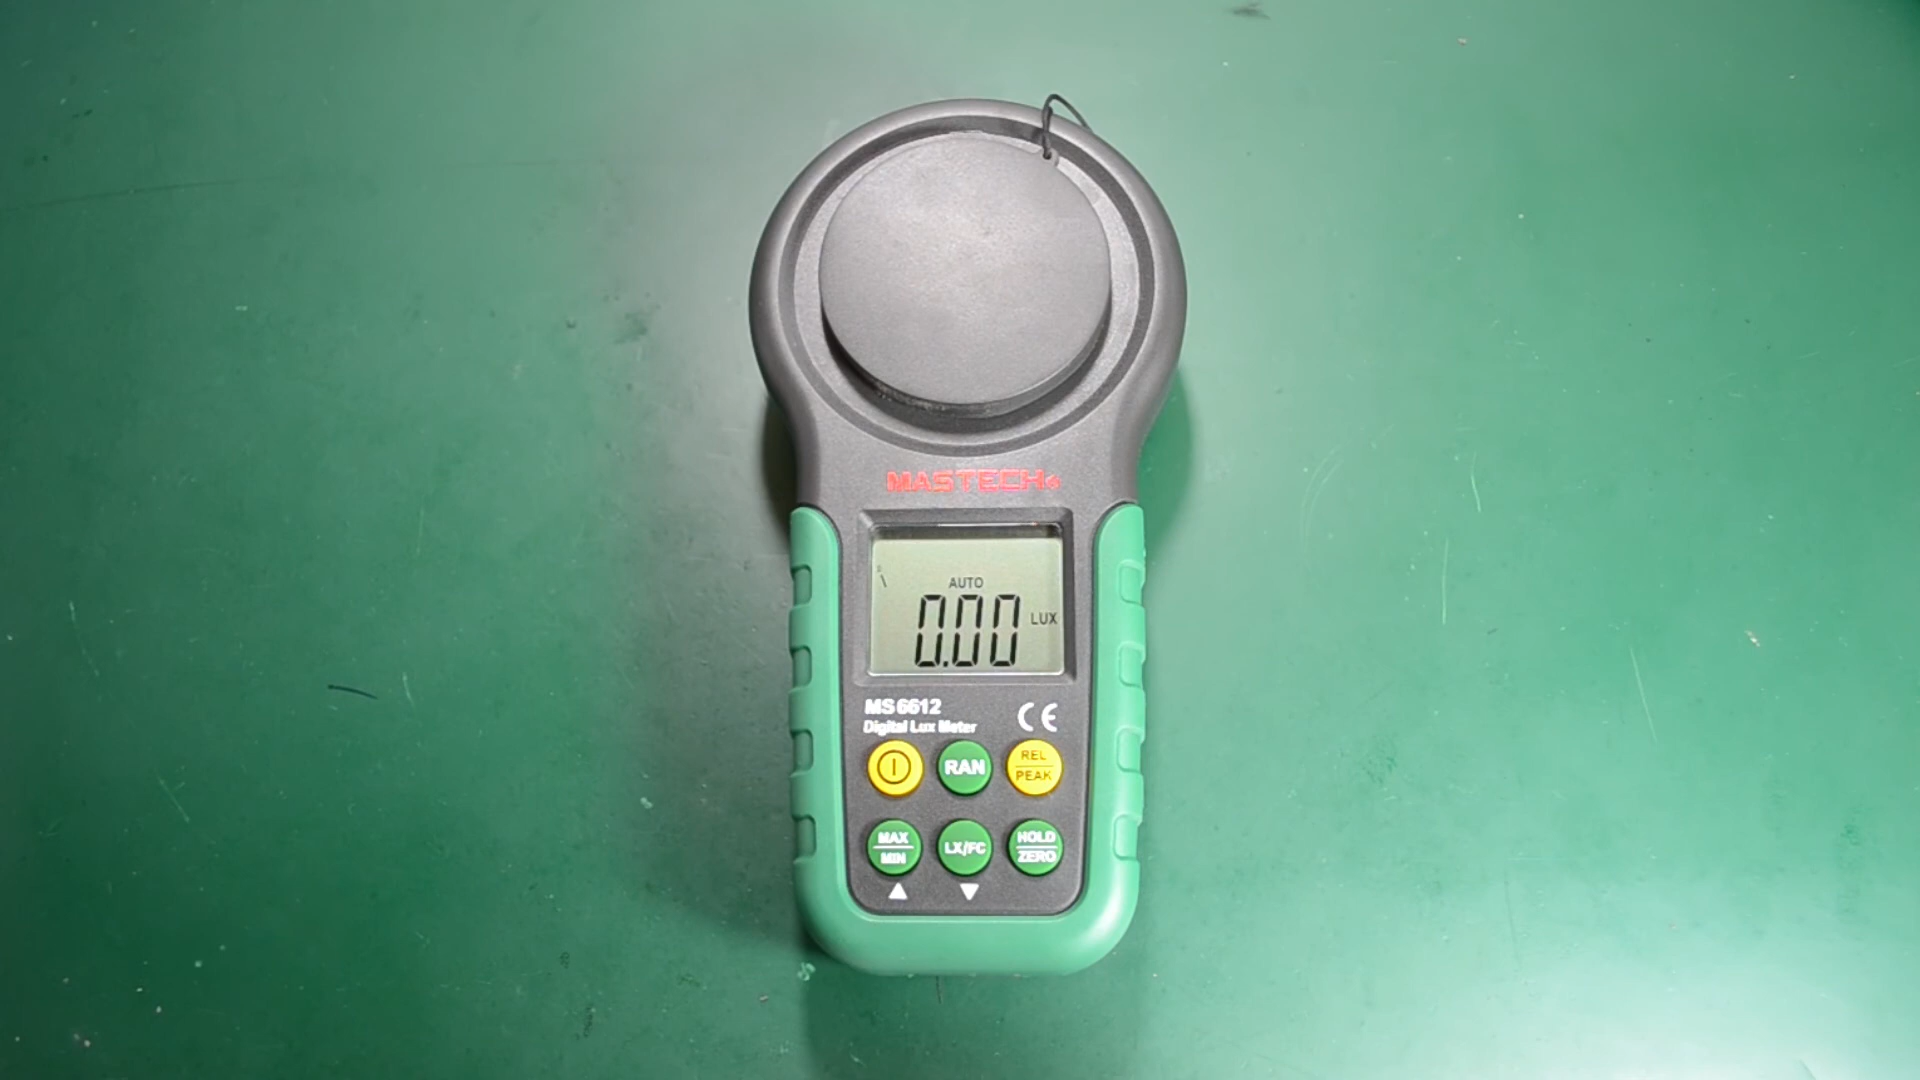 MASTECH
AUTO
0.00 LUX
MS6612
Digital Lux Meter
CE
RAN
REL
PEAK
MAX
MIN
LX/FC
HOLD
ZERO